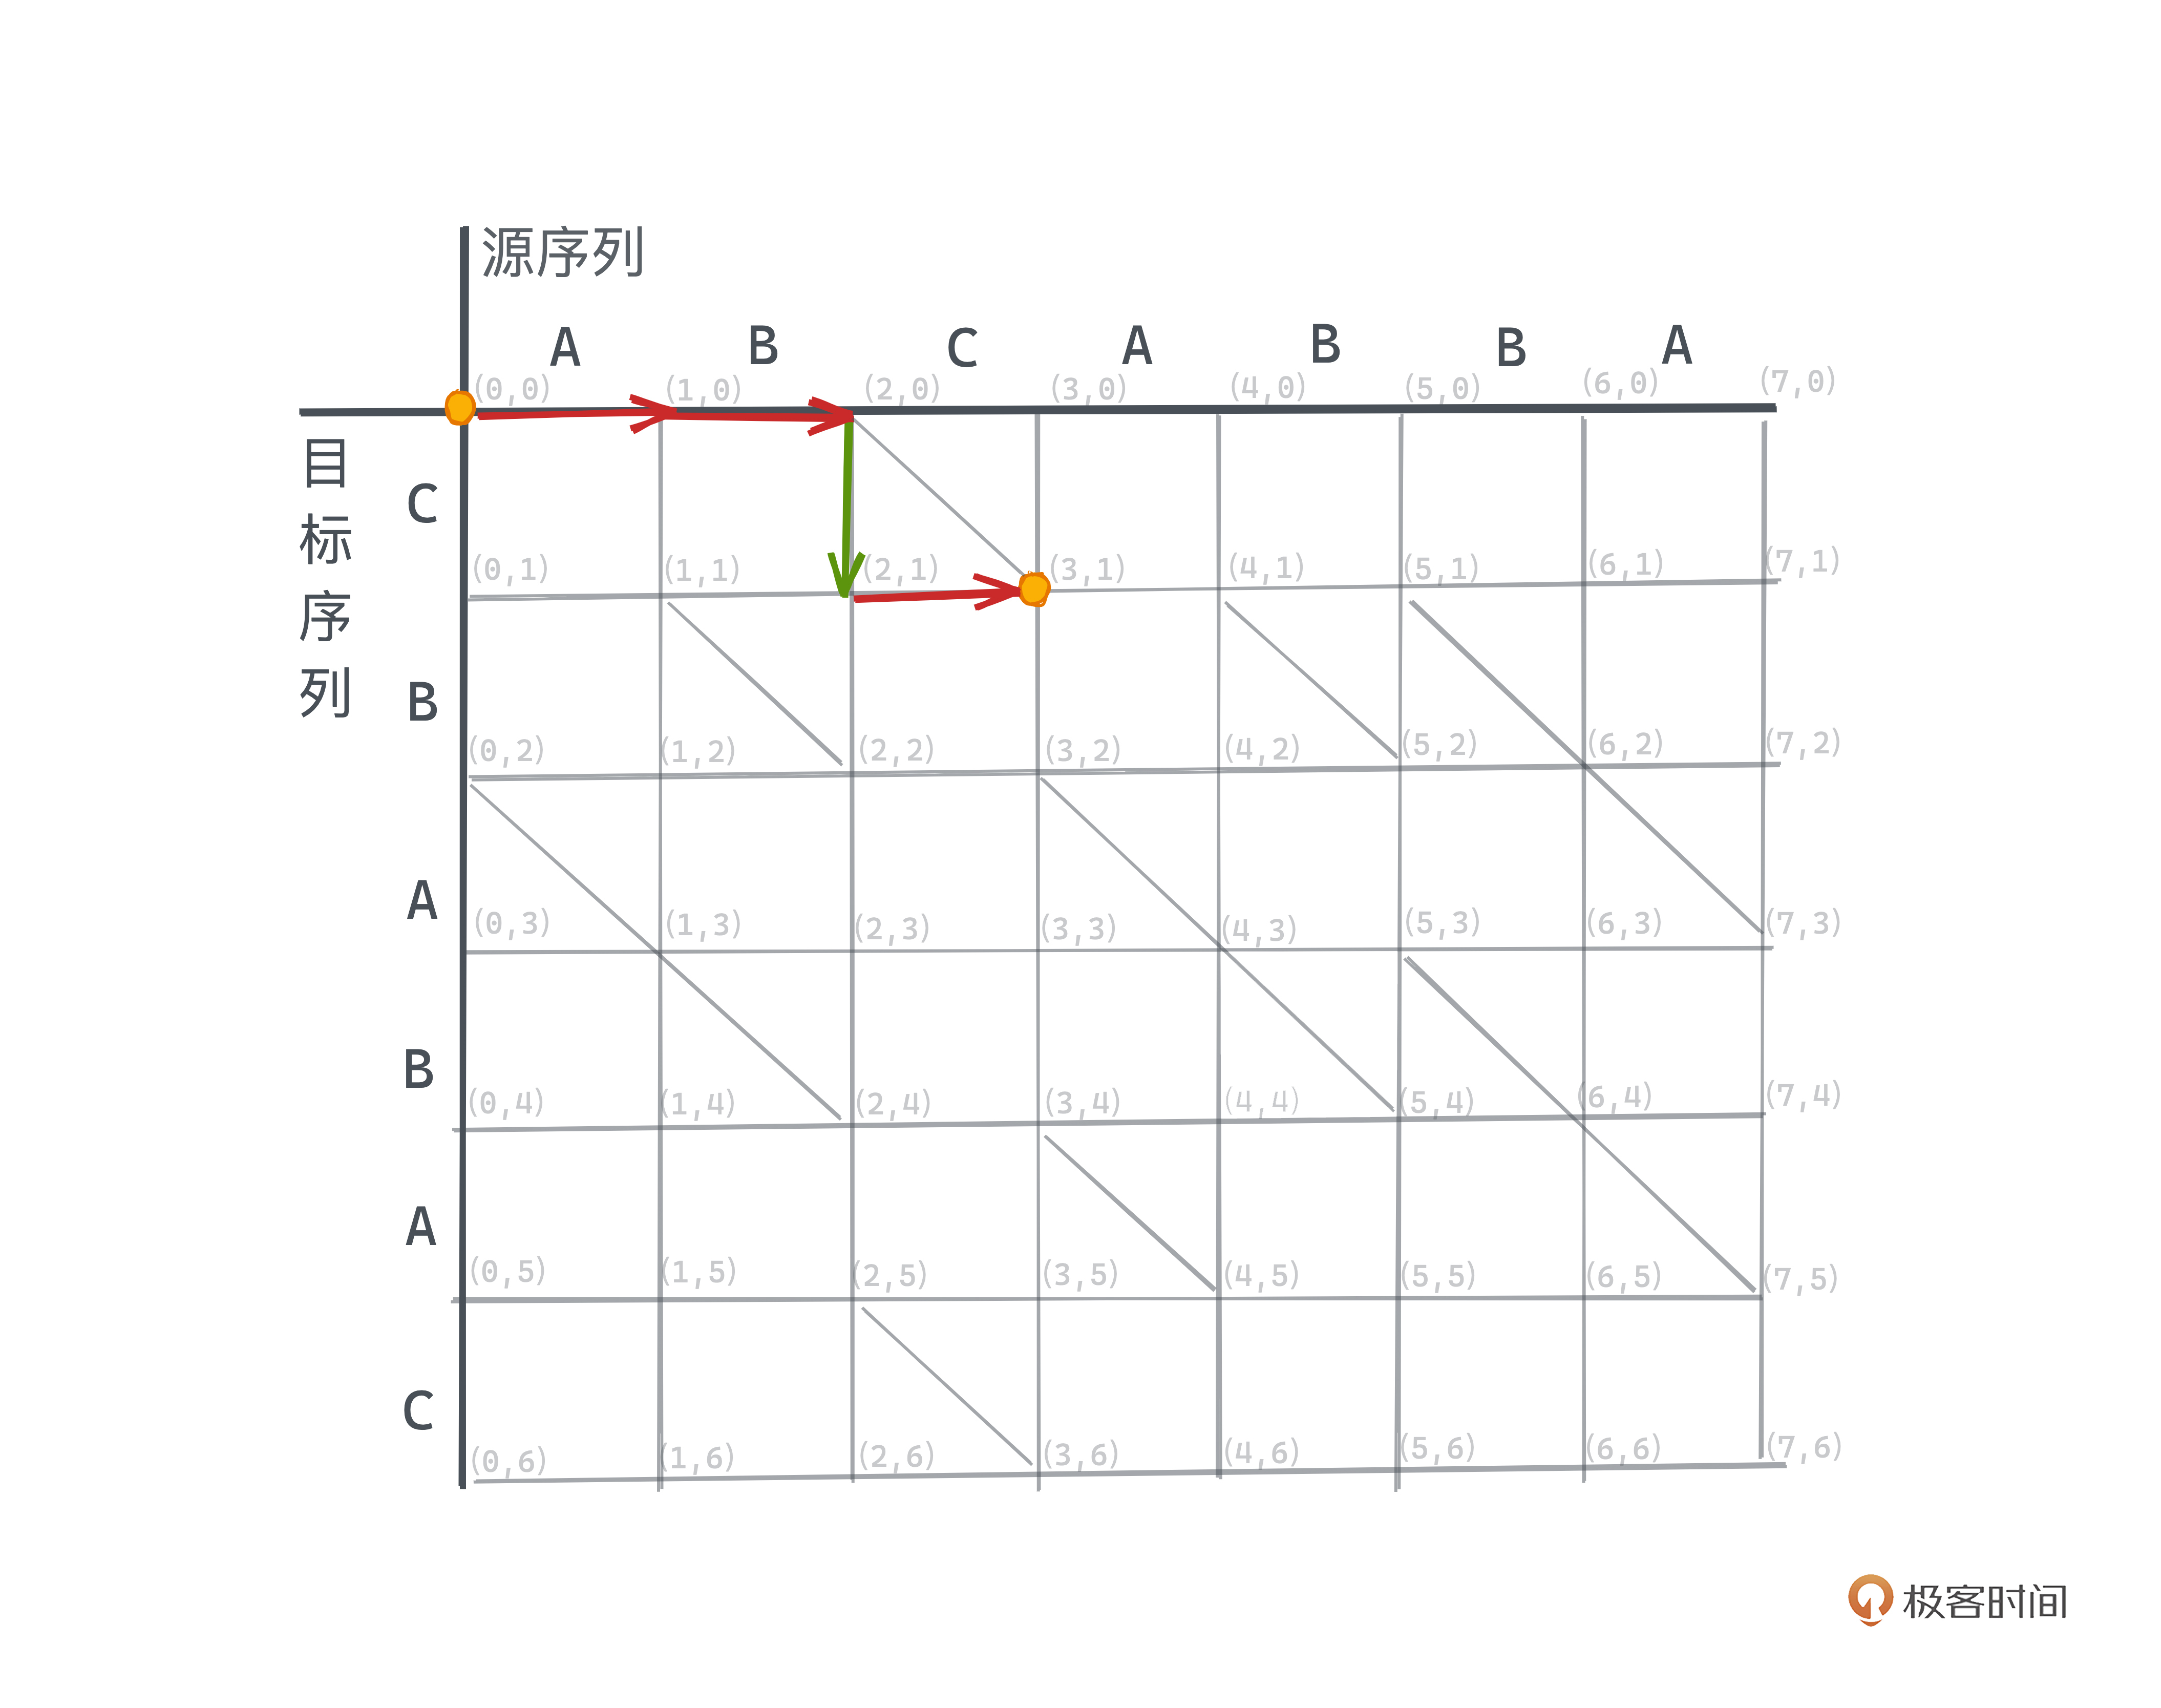 源序列
A B C A B B A
(0,0) (1,0) (2,0) (3,0) (4,0) (5,0) (6,0) (7,0)
目标序列
C
(0,1) (1,1) (2,1) (3,1) (4,1) (5,1) (6,1) (7,1)
B
(0,2) (1,2) (2,2) (3,2) (4,2) (5,2) (6,2) (7,2)
A
(0,3) (1,3) (2,3) (3,3) (4,3) (5,3) (6,3) (7,3)
B
(0,4) (1,4) (2,4) (3,4) (4,4) (5,4) (6,4) (7,4)
A
(0,5) (1,5) (2,5) (3,5) (4,5) (5,5) (6,5) (7,5)
C
(0,6) (1,6) (2,6) (3,6) (4,6) (5,6) (6,6) (7,6)
极客时间